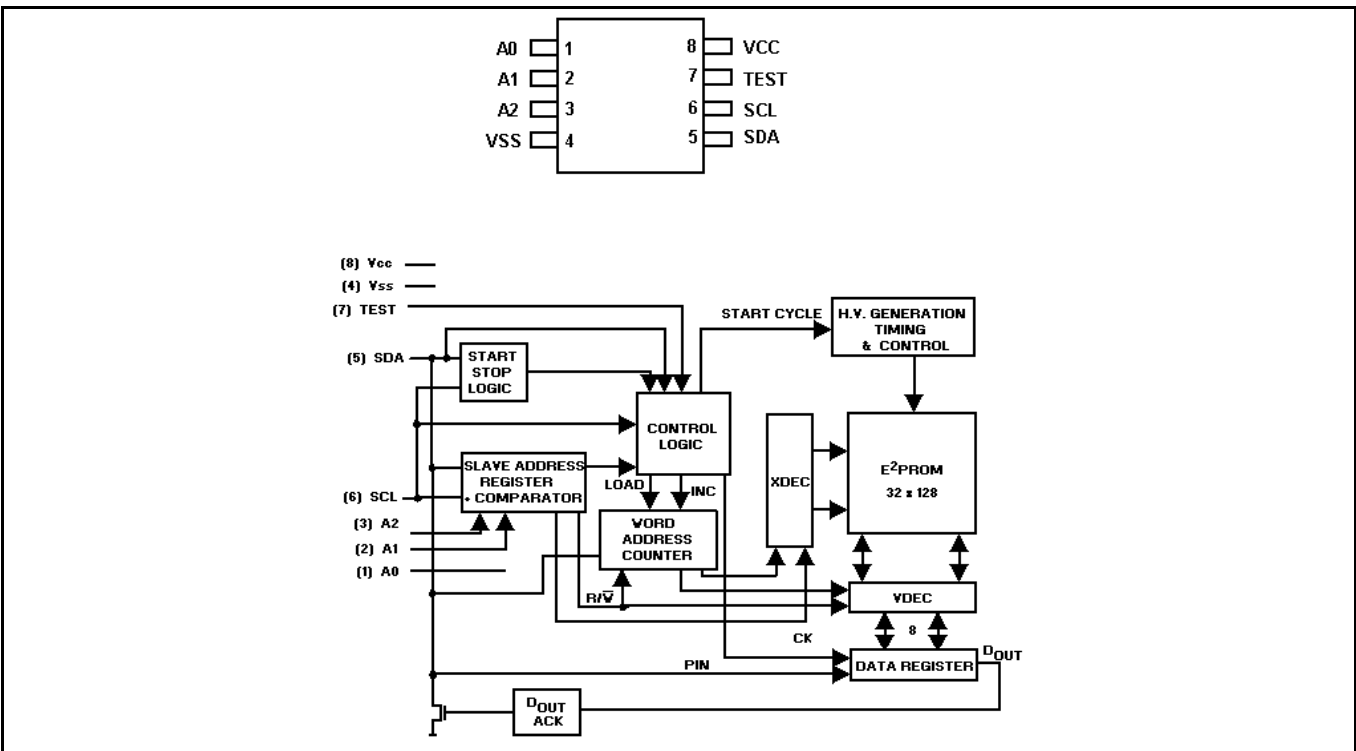 A0 1 8 VCC
A1 2 7 TEST
A2 3 6 SCL
VSS 4 5 SDA
(8) Vcc
(4) Vss
(7) TEST
START CYCLE
H.V. GENERATION
TIMING
& CONTROL
(5) SDA
START
STOP
LOGIC
CONTROL
LOGIC
XDEC
E2PROM
32 x 128
SLAVE ADDRESS
REGISTER
+ COMPARATOR
LOAD
INC
(6) SCL
(3) A2
(2) A1
(1) A0
WORD
ADDRESS
COUNTER
R/W̅
YDEC
CK
8
PIN
DATA REGISTER
DOUT
DOUT
ACK